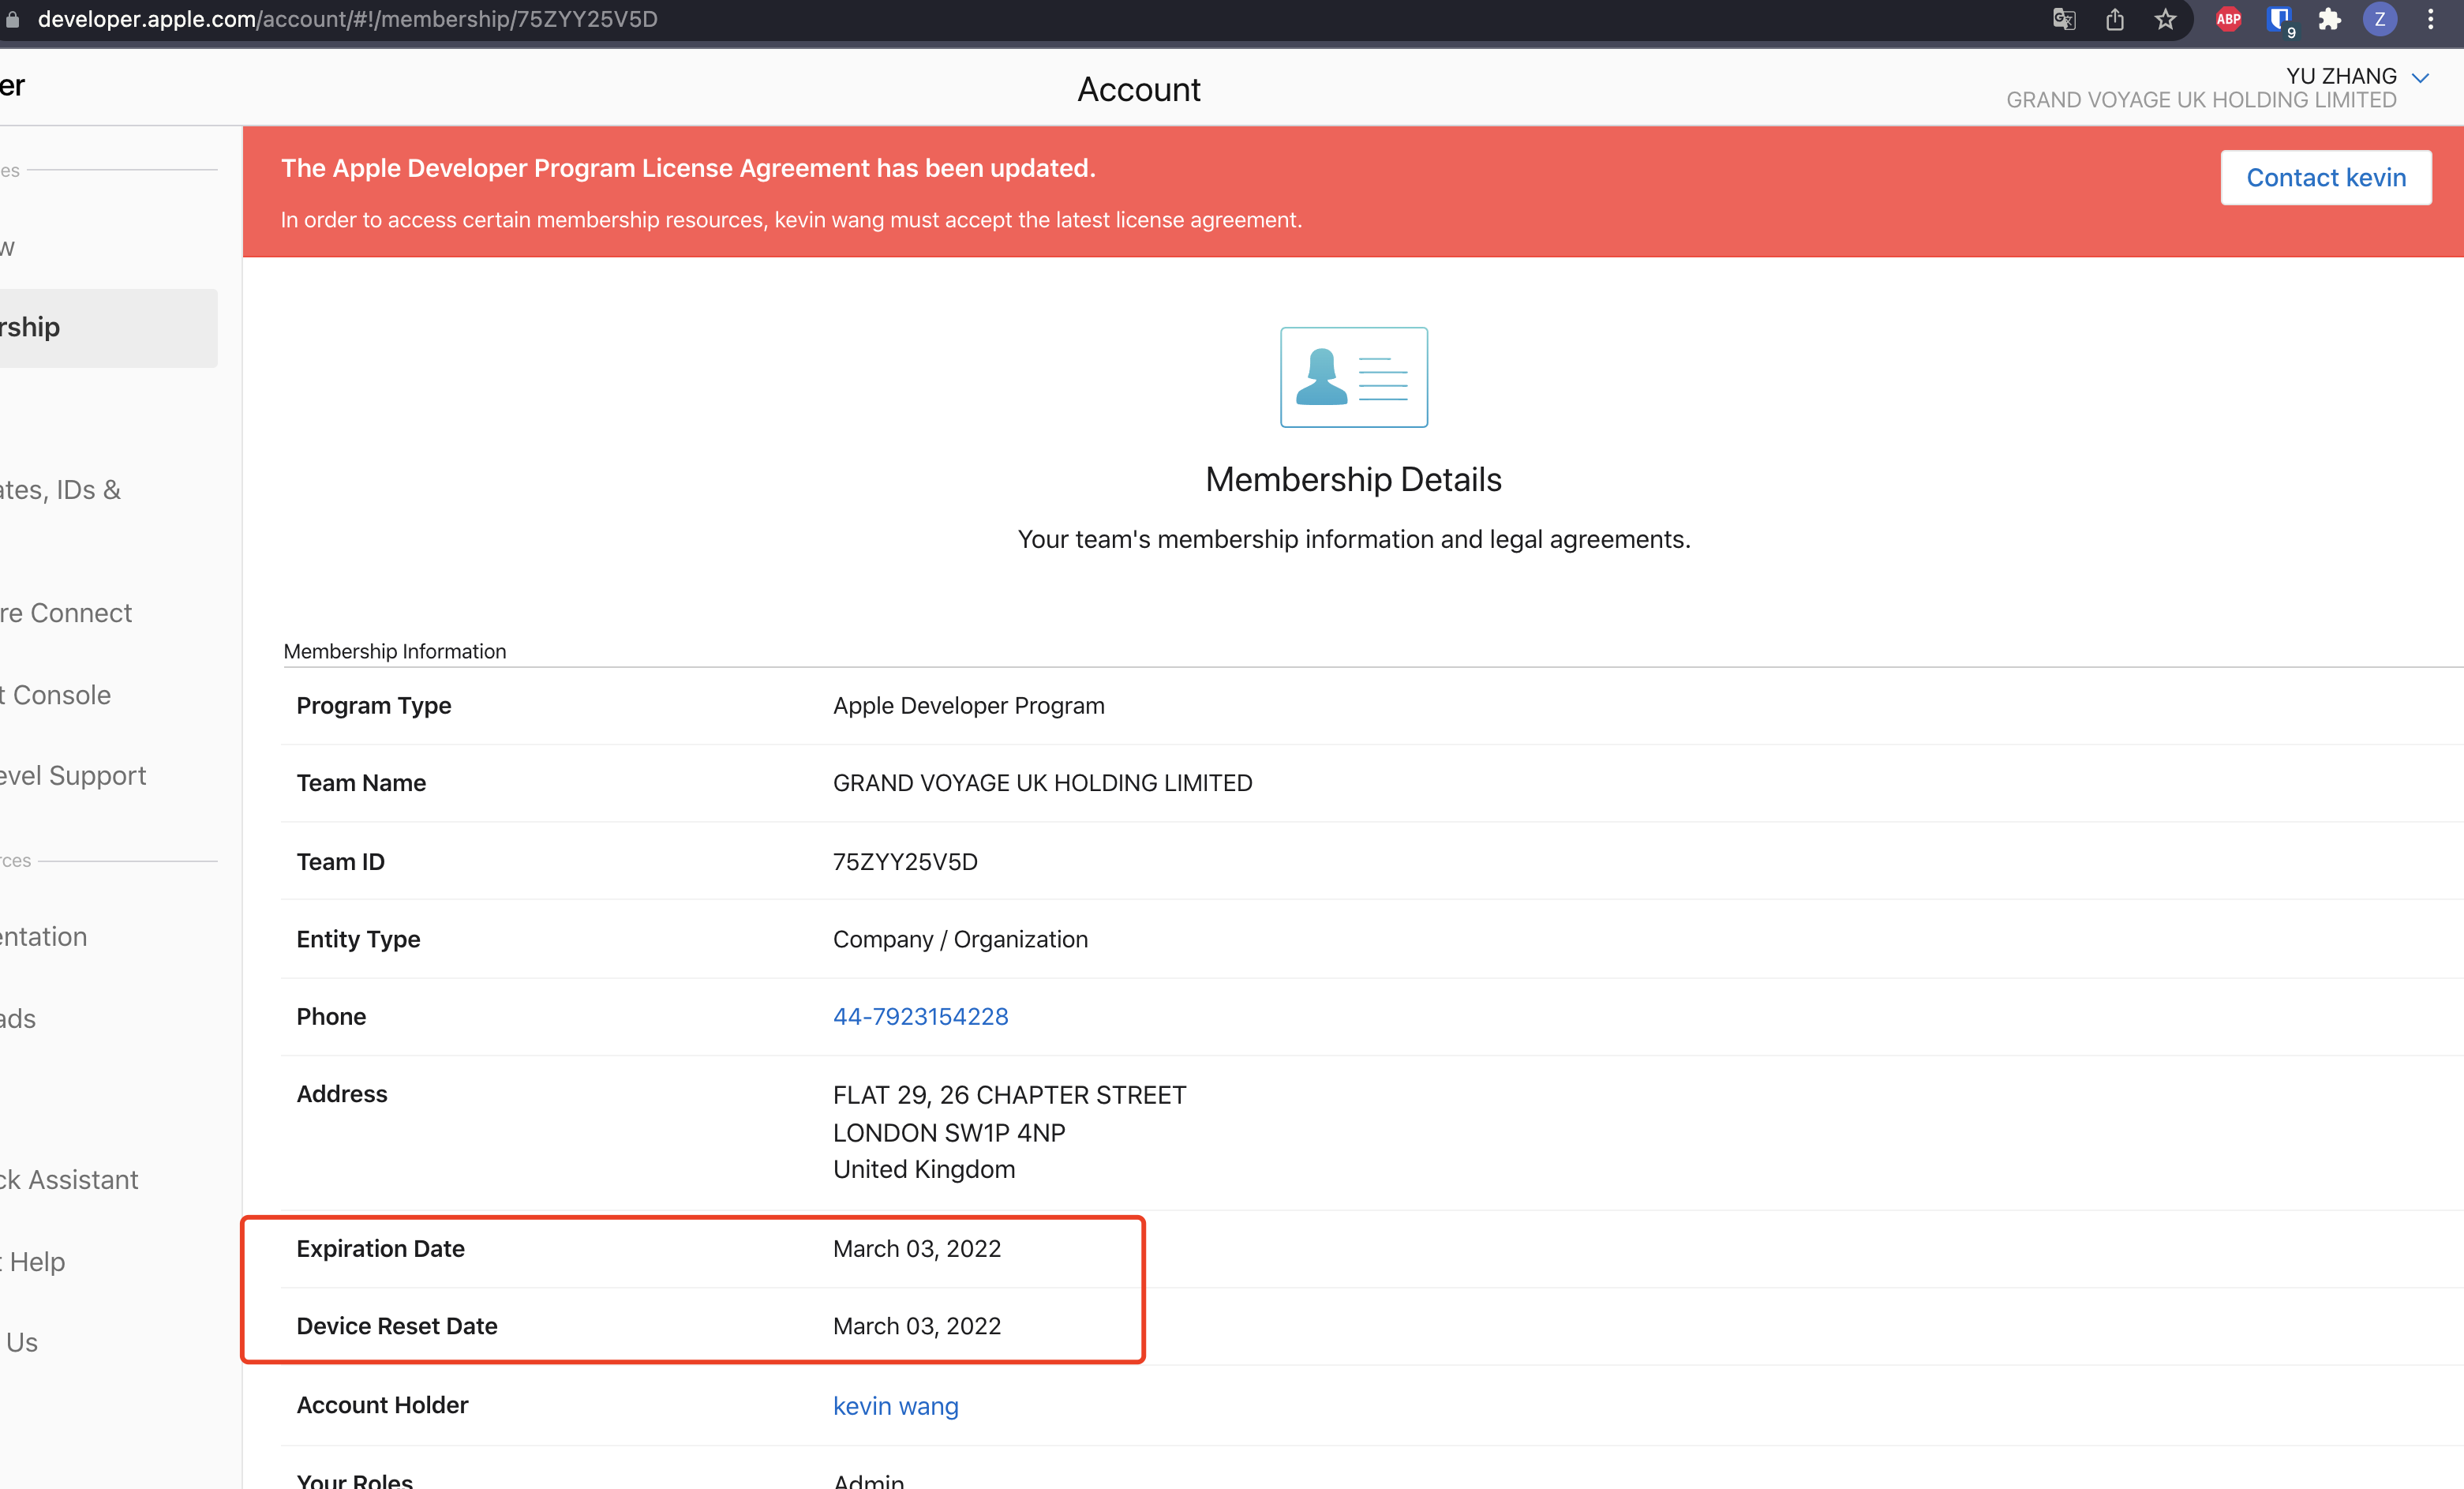 developer.apple.com/account/#!/membership/75ZYY25V5D
ABP
9
Z
er
Account
YU ZHANG
GRAND VOYAGE UK HOLDING LIMITED
The Apple Developer Program License Agreement has been updated.
In order to access certain membership resources, kevin wang must accept the latest license agreement.
Contact kevin
es
w
rship
ates, IDs &
re Connect
t Console
evel Support
rces
entation
ads
ck Assistant
t Help
Us
Membership Details
Your team's membership information and legal agreements.
Membership Information
Program Type Apple Developer Program
Team Name GRAND VOYAGE UK HOLDING LIMITED
Team ID 75ZYY25V5D
Entity Type Company / Organization
Phone 44-7923154228
Address FLAT 29, 26 CHAPTER STREET
LONDON SW1P 4NP
United Kingdom
Expiration Date March 03, 2022
Device Reset Date March 03, 2022
Account Holder kevin wang
Your Roles Admin